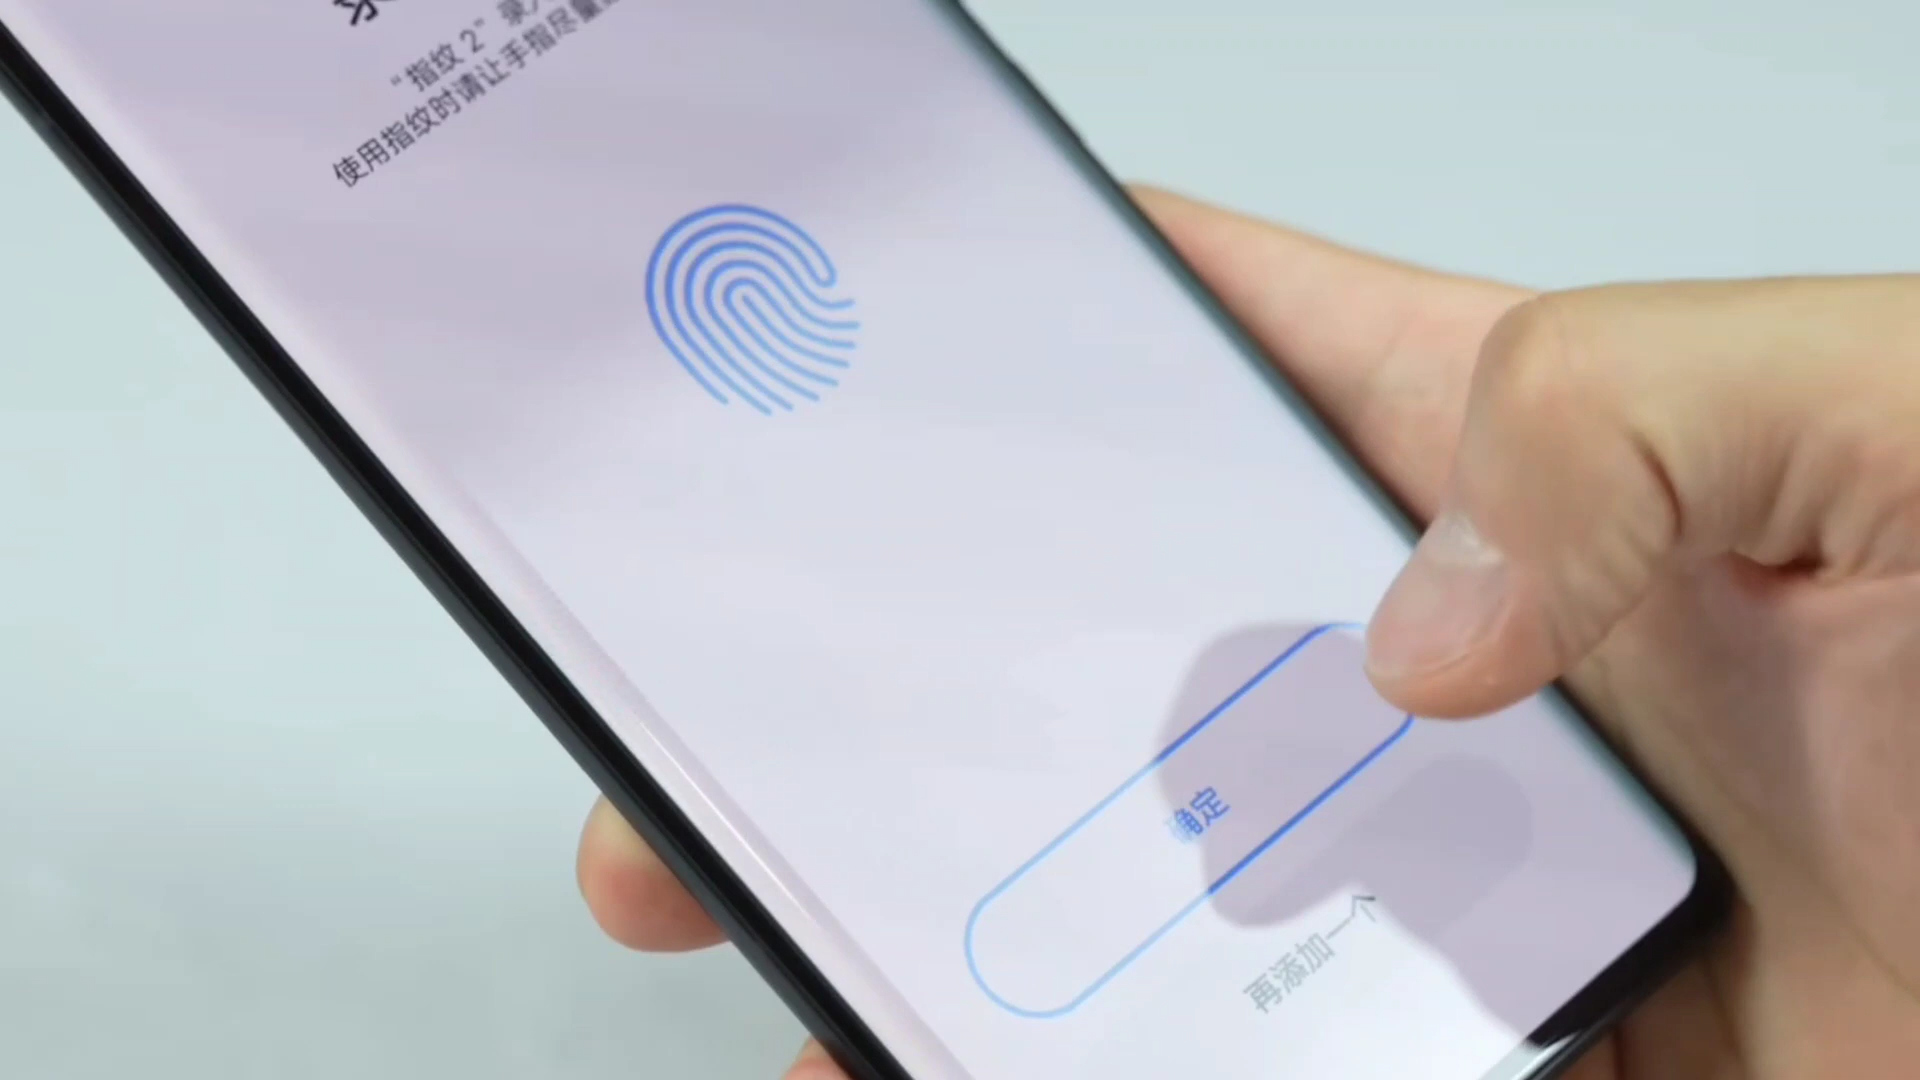 “指纹 2” 录入
使用指纹时请让手指尽量
确定
再添加一个